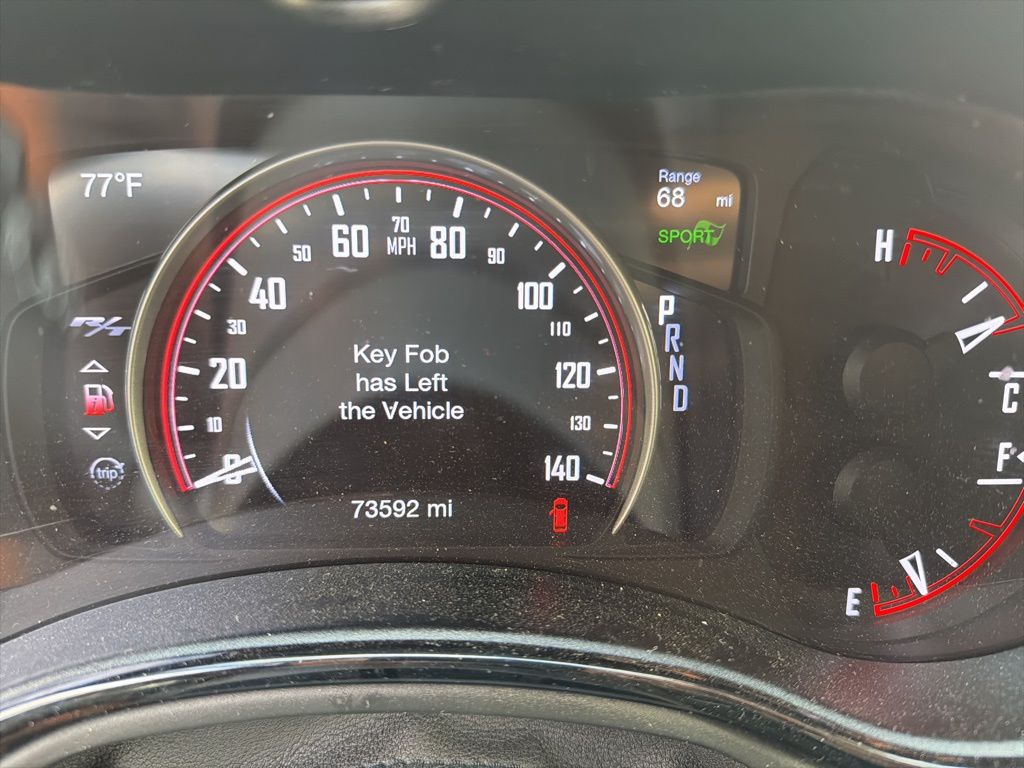 77°F
Range
68 mi
SPORT
R/T
trip
0
10
20
30
40
50
60
70
MPH
80
90
100
110
120
130
140
Key Fob
has Left
the Vehicle
73592 mi
P
R
N
D
H
C
F
E